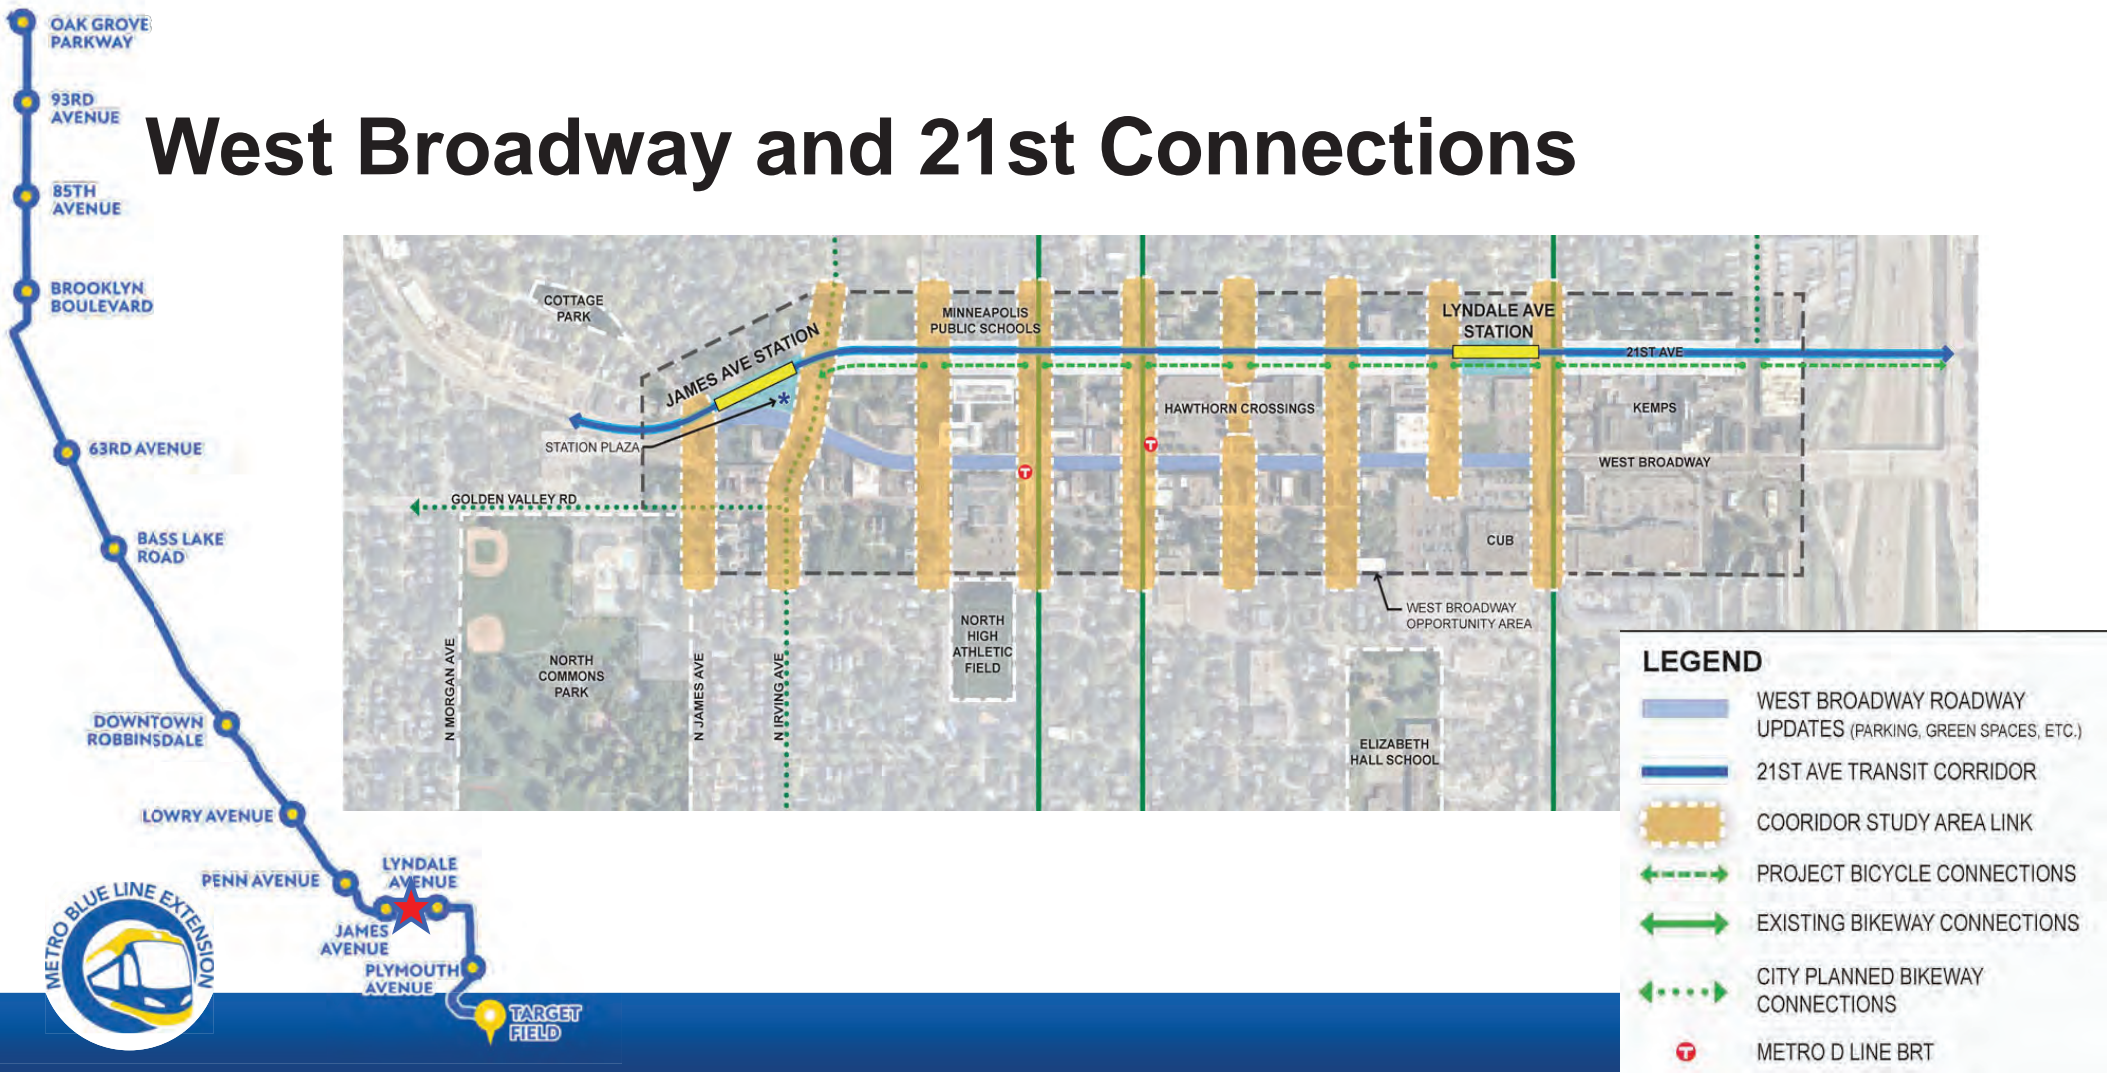 West Broadway and 21st Connections
OAK GROVE
PARKWAY
93RD
AVENUE
85TH
AVENUE
BROOKLYN
BOULEVARD
63RD AVENUE
BASS LAKE
ROAD
DOWNTOWN
ROBBINSDALE
LOWRY AVENUE
PENN AVENUE
LYNDALE
AVENUE
JAMES
AVENUE
PLYMOUTH
AVENUE
TARGET
FIELD
METRO BLUE LINE EXTENSION
COTTAGE
PARK
JAMES AVE STATION
STATION PLAZA
*
MINNEAPOLIS
PUBLIC SCHOOLS
LYNDALE AVE
STATION
21ST AVE
HAWTHORN CROSSINGS
KEMPS
T
T
WEST BROADWAY
GOLDEN VALLEY RD
CUB
WEST BROADWAY
OPPORTUNITY AREA
N MORGAN AVE
NORTH
COMMONS
PARK
N JAMES AVE
N IRVING AVE
NORTH
HIGH
ATHLETIC
FIELD
ELIZABETH
HALL SCHOOL
LEGEND
WEST BROADWAY ROADWAY
UPDATES (PARKING, GREEN SPACES, ETC.)
21ST AVE TRANSIT CORRIDOR
COORIDOR STUDY AREA LINK
PROJECT BICYCLE CONNECTIONS
EXISTING BIKEWAY CONNECTIONS
CITY PLANNED BIKEWAY
CONNECTIONS
T METRO D LINE BRT